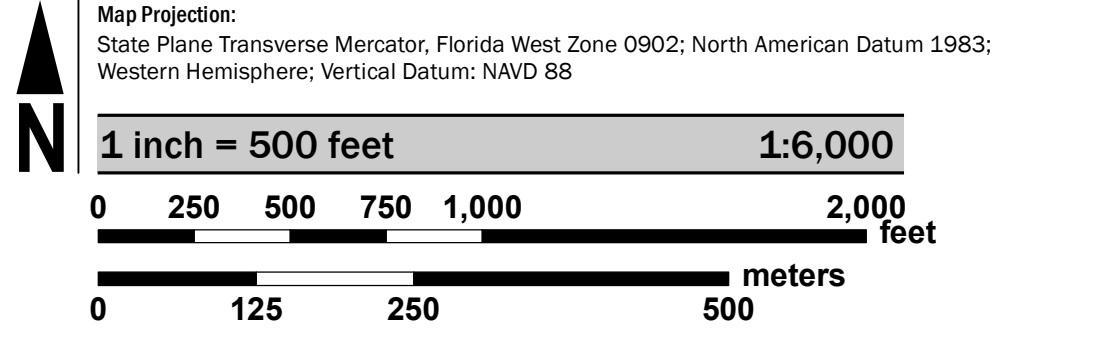 Map Projection:
State Plane Transverse Mercator, Florida West Zone 0902; North American Datum 1983;
Western Hemisphere; Vertical Datum: NAVD 88
N
1 inch = 500 feet 1:6,000
0 250 500 750 1,000 2,000
feet
meters
0 125 250 500